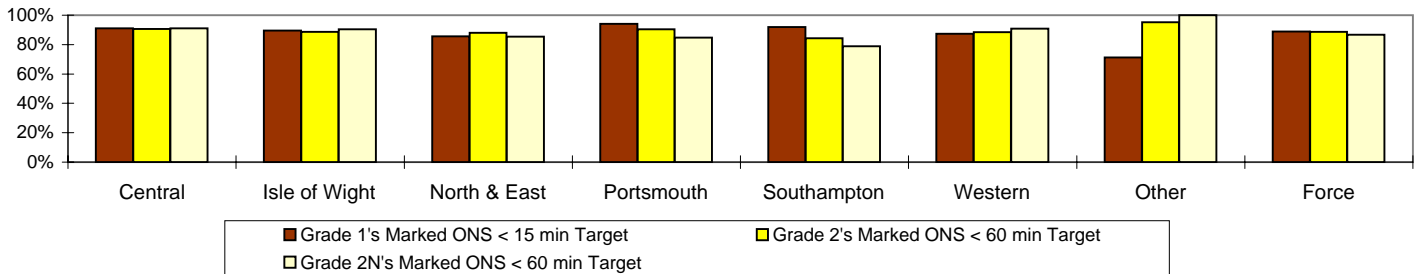 100%
80%
60%
40%
20%
0%
Central Isle of Wight North & East Portsmouth Southampton Western Other Force
Grade 1's Marked ONS < 15 min Target Grade 2's Marked ONS < 60 min Target
Grade 2N's Marked ONS < 60 min Target